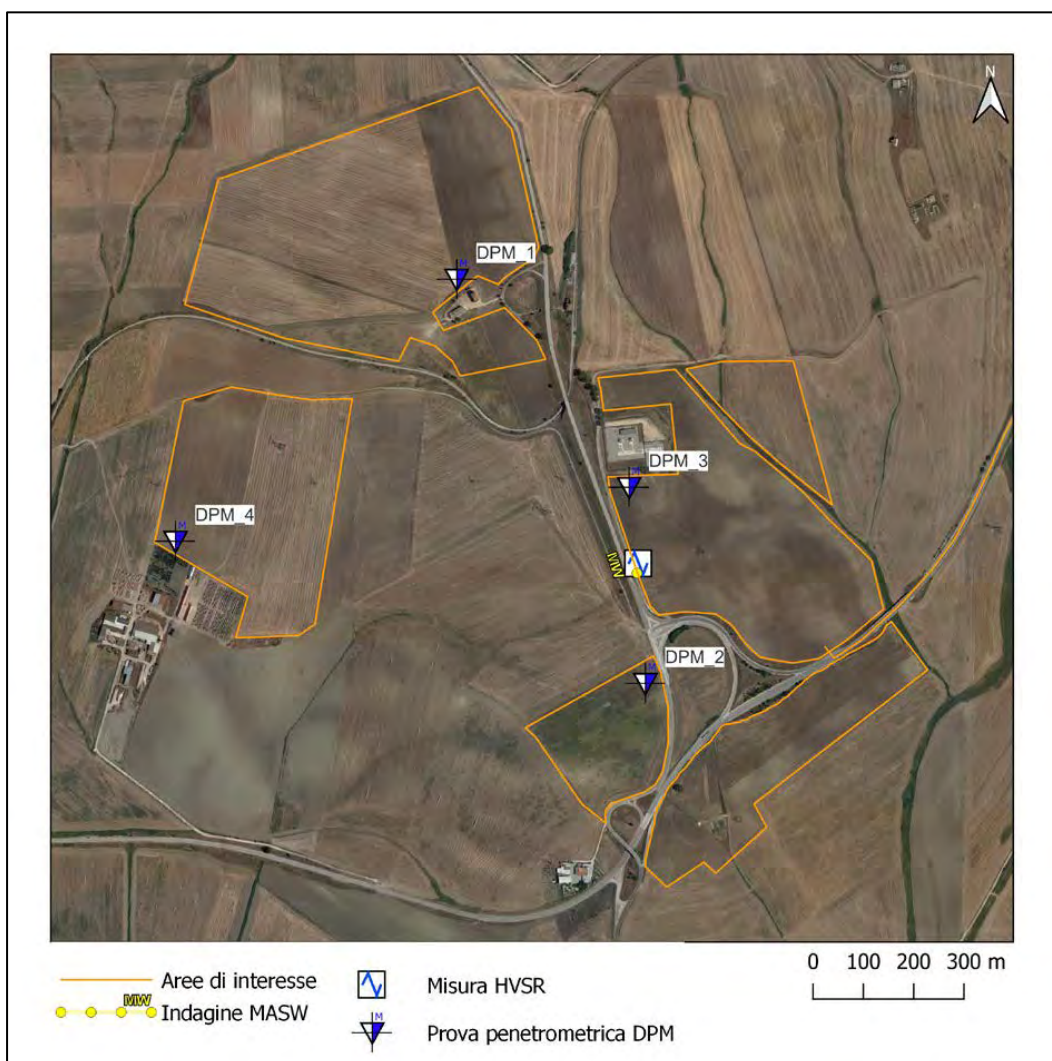 N
M
DPM_1
M
DPM_3
M
DPM_4
MW
M
DPM_2
Aree di interesse
MW
Indagine MASW
Misura HVSR
M
Prova penetrometrica DPM
0 100 200 300 m